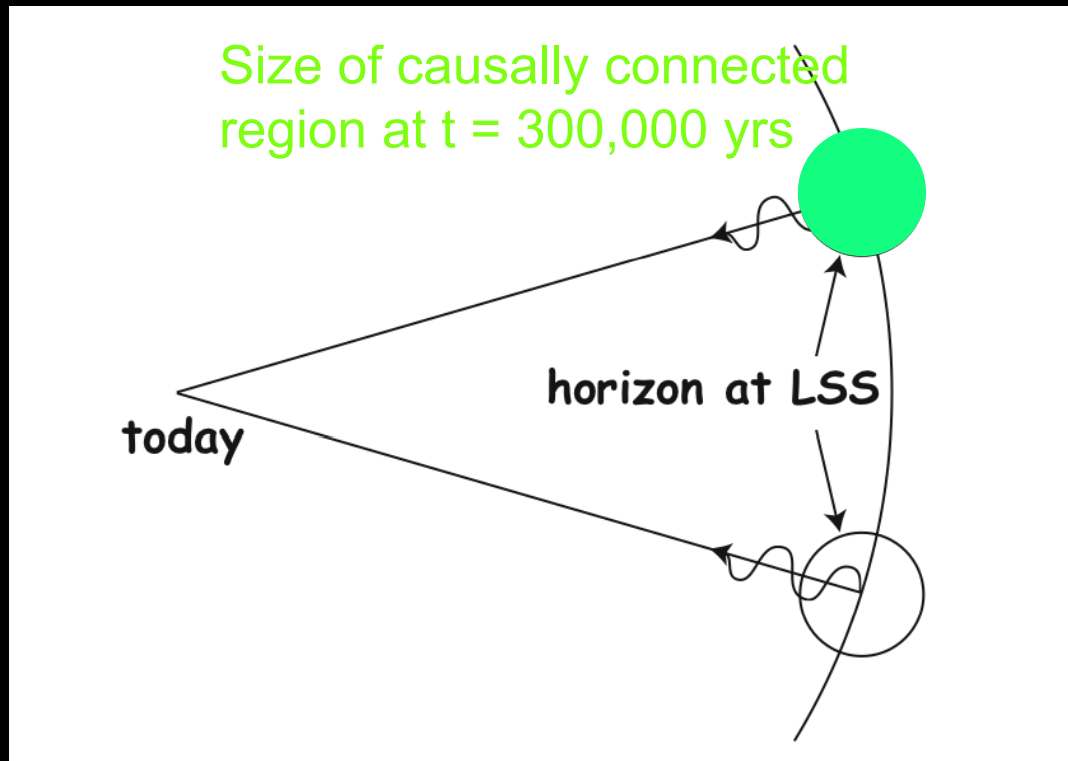 Size of causally connected
region at t = 300,000 yrs
horizon at LSS
today